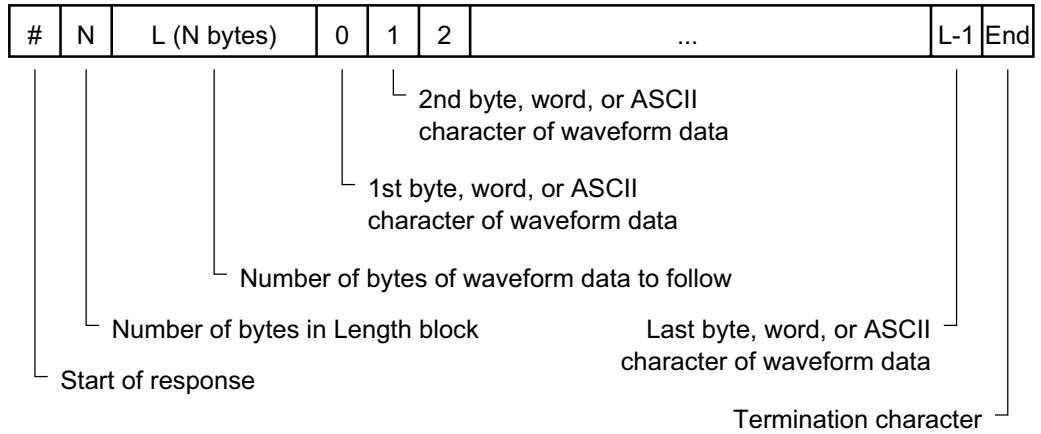 # N L (N bytes) 0 1 2 ... L-1 End
2nd byte, word, or ASCII
character of waveform data
1st byte, word, or ASCII
character of waveform data
Number of bytes of waveform data to follow
Number of bytes in Length block
Last byte, word, or ASCII
character of waveform data
Start of response
Termination character